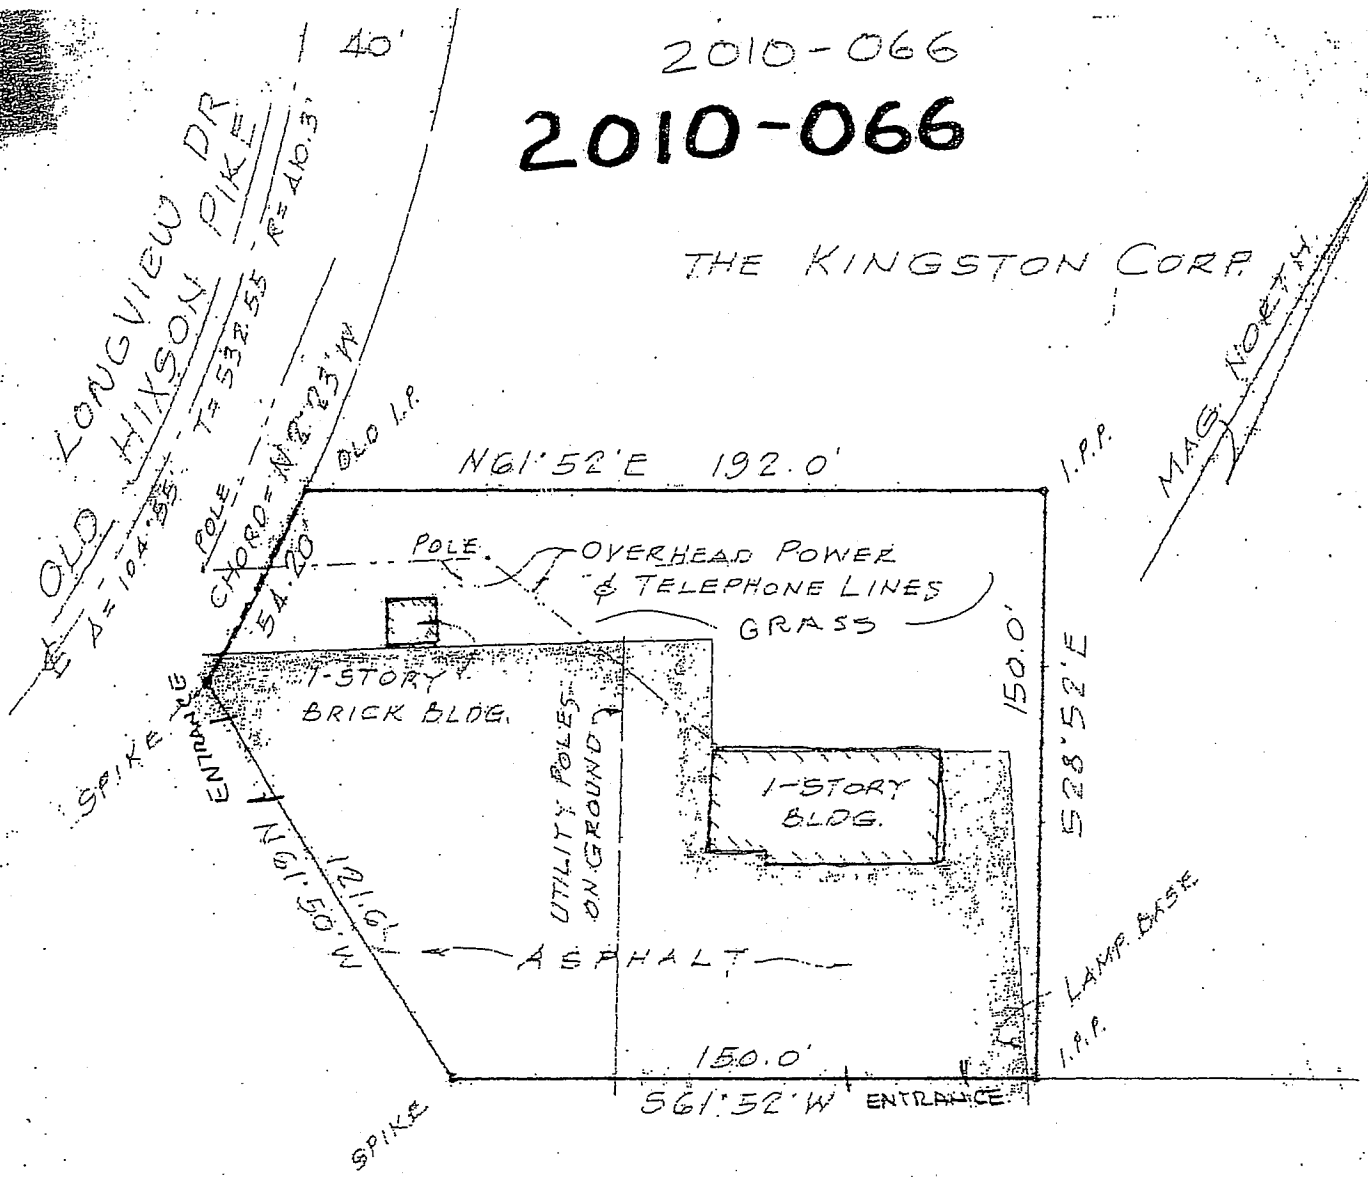 40'
2010-066
2010-066
LONGVIEW DR
OLD HIXSON PIKE
R= 410.3'
T= 532.55
Δ= 104°55'
THE KINGSTON CORP.
MAG. NORTH
POLE
CHORD= N 2°23'W
54.20
OLD I.P.
N61°52'E 192.0'
I.P.P.
POLE
OVERHEAD POWER
& TELEPHONE LINES
GRASS
150.0'
S28°52'E
1-STORY
BRICK BLDG.
SPIKE
ENTRANCE
UTILITY POLES
ON GROUND
1-STORY
BLDG.
N 61°50'W
121.6'
ASPHALT
LAMP BASE
I.P.P.
150.0'
S61°52'W
ENTRANCE
SPIKE